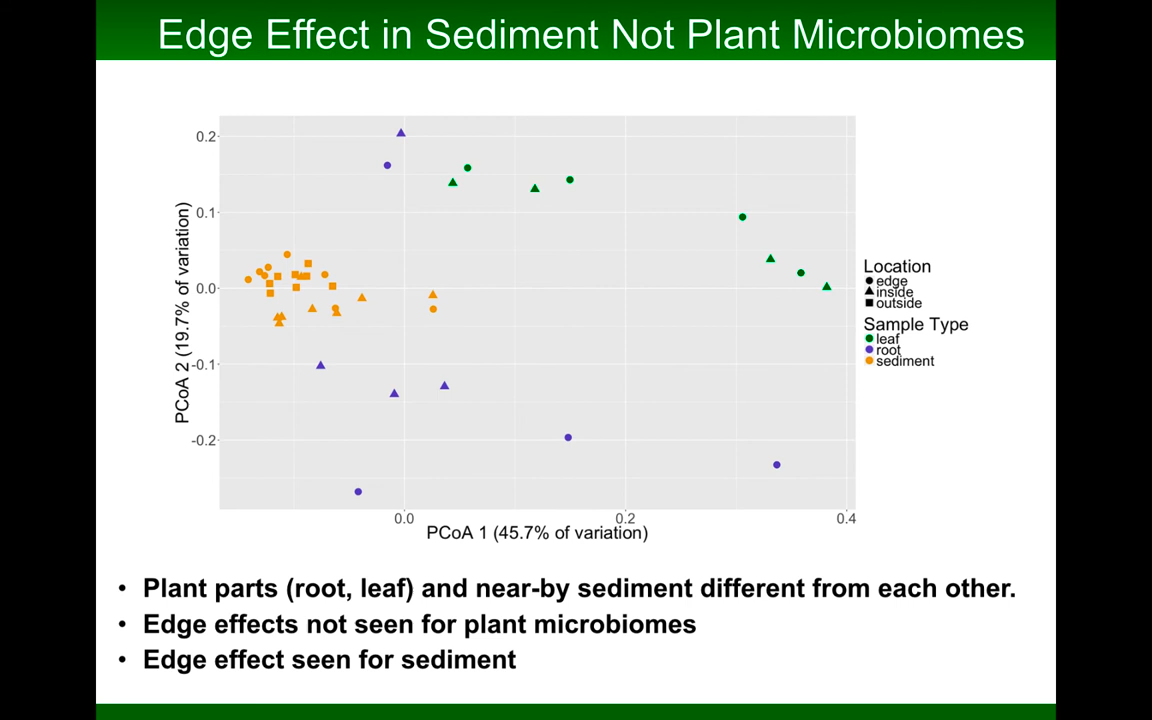 Edge Effect in Sediment Not Plant Microbiomes
0.2
0.1
0.0
-0.1
-0.2
PCoA 2 (19.7% of variation)
0.0 0.2 0.4
PCoA 1 (45.7% of variation)
Location
edge
inside
outside
Sample Type
leaf
root
sediment
• Plant parts (root, leaf) and near-by sediment different from each other.
• Edge effects not seen for plant microbiomes
• Edge effect seen for sediment